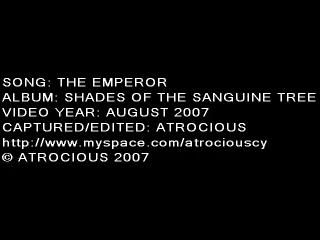 SONG: THE EMPEROR
ALBUM: SHADES OF THE SANGUINE TREE
VIDEO YEAR: AUGUST 2007
CAPTURED/EDITED: ATROCIOUS
http://www.myspace.com/atrociouscy
© ATROCIOUS 2007